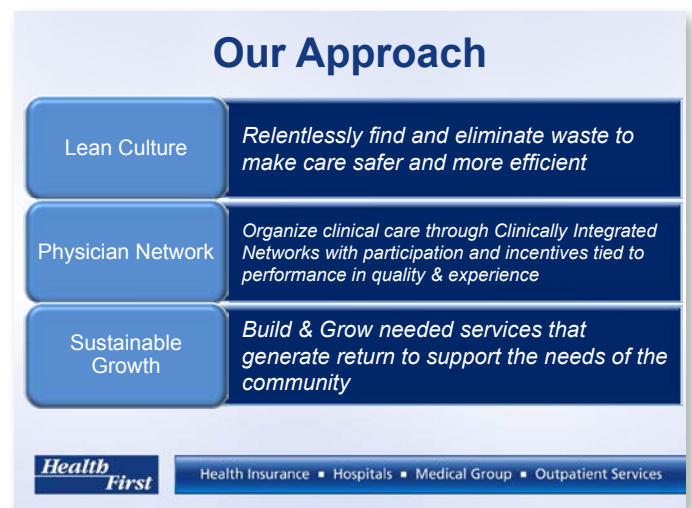 Our Approach
Lean Culture
Relentlessly find and eliminate waste to
make care safer and more efficient
Physician Network
Organize clinical care through Clinically Integrated
Networks with participation and incentives tied to
performance in quality & experience
Sustainable
Growth
Build & Grow needed services that
generate return to support the needs of the
community
Health
First
Health Insurance ▪ Hospitals ▪ Medical Group ▪ Outpatient Services